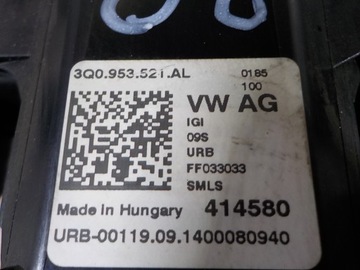 3Q0.953.521.AL 0185
100
VW AG
IGI
09S
URB
FF033033
SMLS
Made in Hungary 414580
URB-00119.09.1400080940